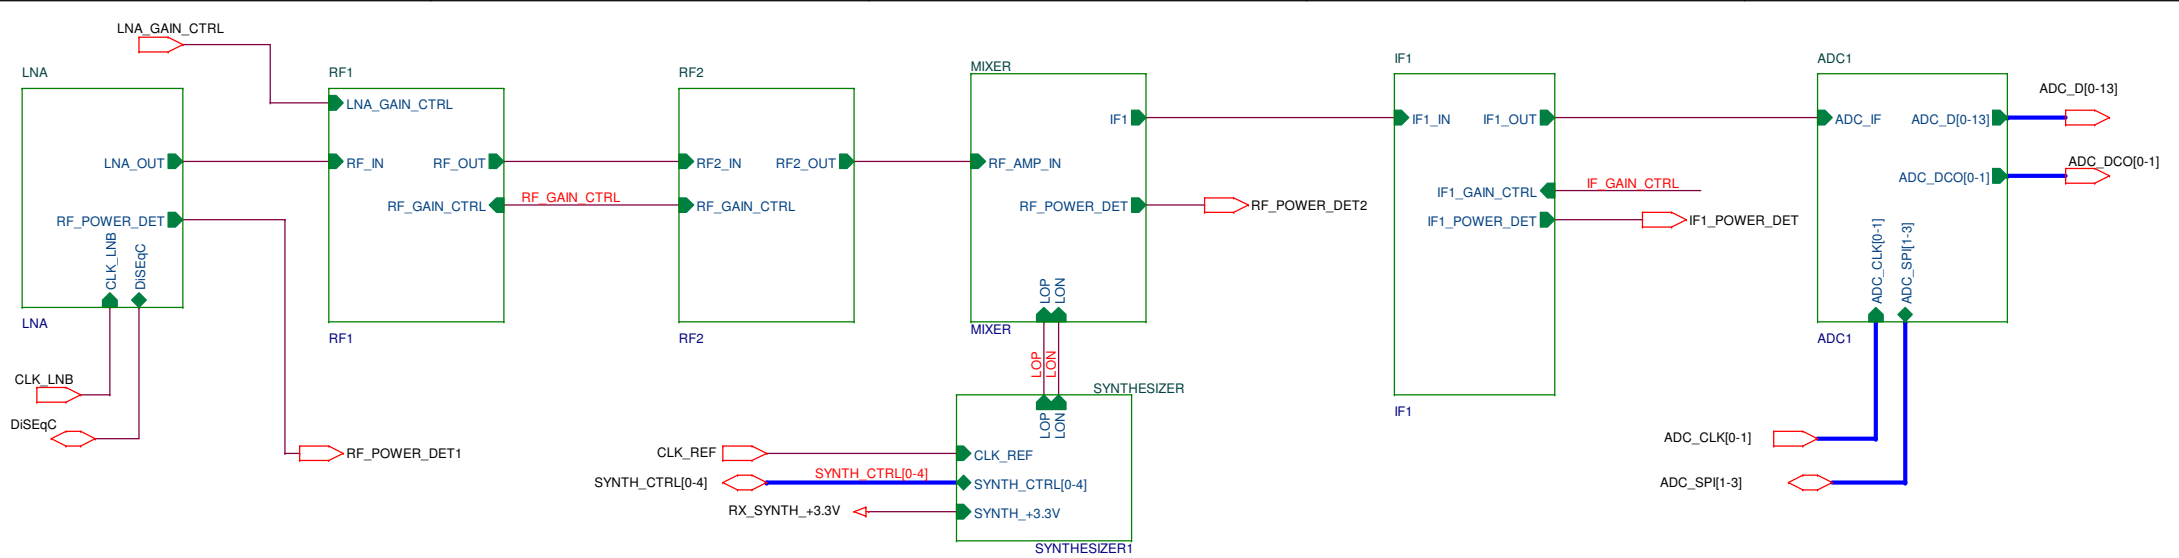 LNA_GAIN_CTRL
LNA
LNA_OUT
RF_POWER_DET
CLK_LNB
DiSEqC
LNA
CLK_LNB
DiSEqC
RF_POWER_DET1
RF1
LNA_GAIN_CTRL
RF_IN
RF_OUT
RF_GAIN_CTRL
RF1
RF_GAIN_CTRL
RF2
RF2_IN
RF2_OUT
RF_GAIN_CTRL
RF2
MIXER
IF1
RF_AMP_IN
RF_POWER_DET
LOP
LON
MIXER
RF_POWER_DET2
LOP
LON
SYNTHESIZER
LOP
LON
CLK_REF
CLK_REF
SYNTH_CTRL[0-4]
SYNTH_CTRL[0-4]
SYNTH_CTRL[0-4]
RX_SYNTH_+3.3V
SYNTH_+3.3V
SYNTHESIZER1
IF1
IF1_IN
IF1_OUT
IF1_GAIN_CTRL
IF1_POWER_DET
IF1
IF_GAIN_CTRL
IF1_POWER_DET
ADC1
ADC_IF
ADC_D[0-13]
ADC_DCO[0-1]
ADC_CLK[0-1]
ADC_SPI[1-3]
ADC1
ADC_D[0-13]
ADC_DCO[0-1]
ADC_CLK[0-1]
ADC_SPI[1-3]